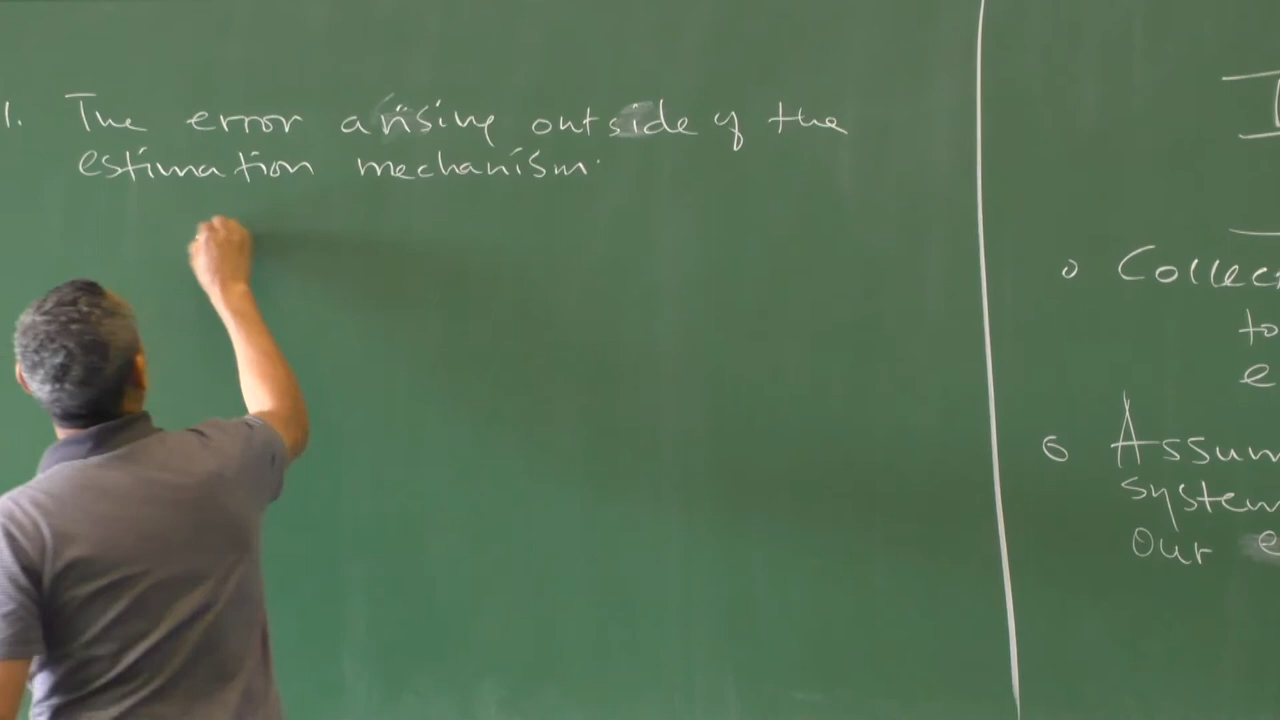 1. The error arising outside of the
estimation mechanism.
I
o Collec
to
e
o Assum
system
our e